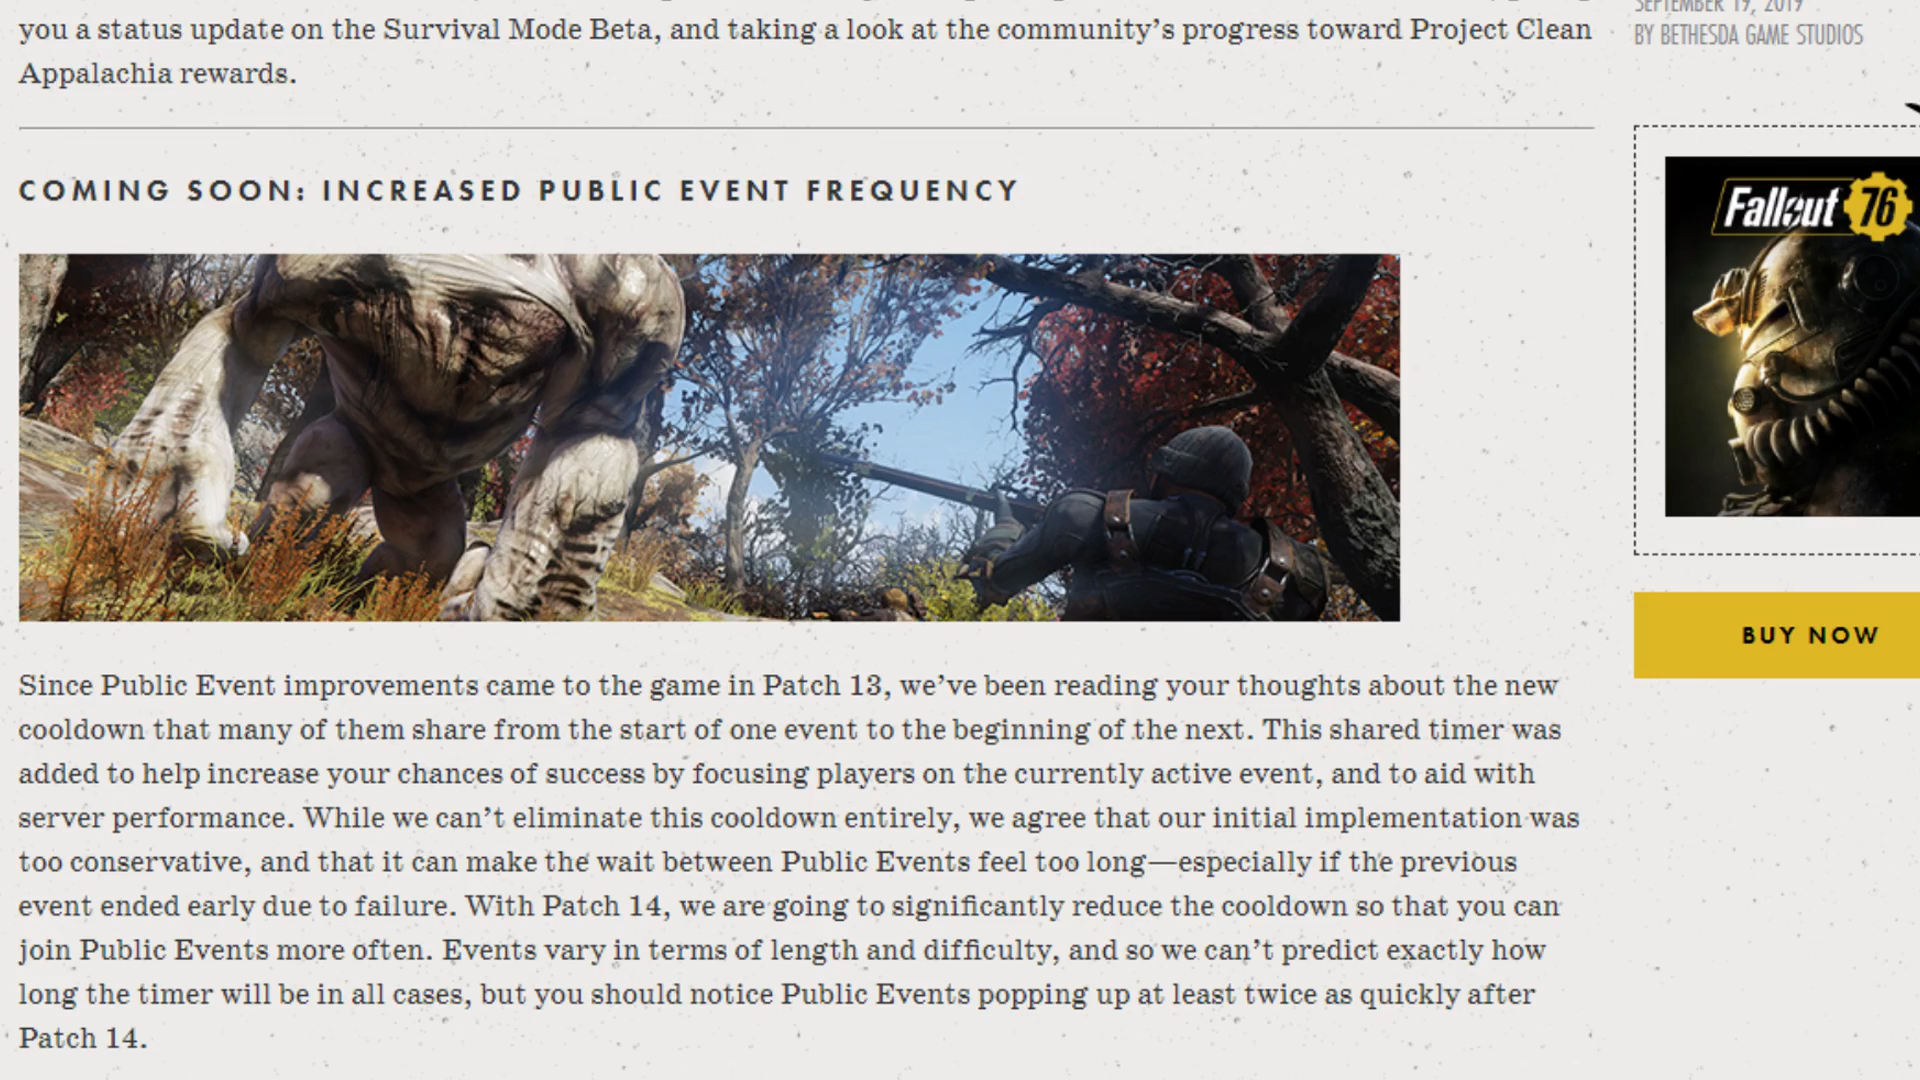 you a status update on the Survival Mode Beta, and taking a look at the community’s progress toward Project Clean
Appalachia rewards.
COMING SOON: INCREASED PUBLIC EVENT FREQUENCY
Since Public Event improvements came to the game in Patch 13, we’ve been reading your thoughts about the new
cooldown that many of them share from the start of one event to the beginning of the next. This shared timer was
added to help increase your chances of success by focusing players on the currently active event, and to aid with
server performance. While we can’t eliminate this cooldown entirely, we agree that our initial implementation was
too conservative, and that it can make the wait between Public Events feel too long—especially if the previous
event ended early due to failure. With Patch 14, we are going to significantly reduce the cooldown so that you can
join Public Events more often. Events vary in terms of length and difficulty, and so we can’t predict exactly how
long the timer will be in all cases, but you should notice Public Events popping up at least twice as quickly after
Patch 14.
SEPTEMBER 19, 2019
BY BETHESDA GAME STUDIOS
Fallout 76
BUY NOW